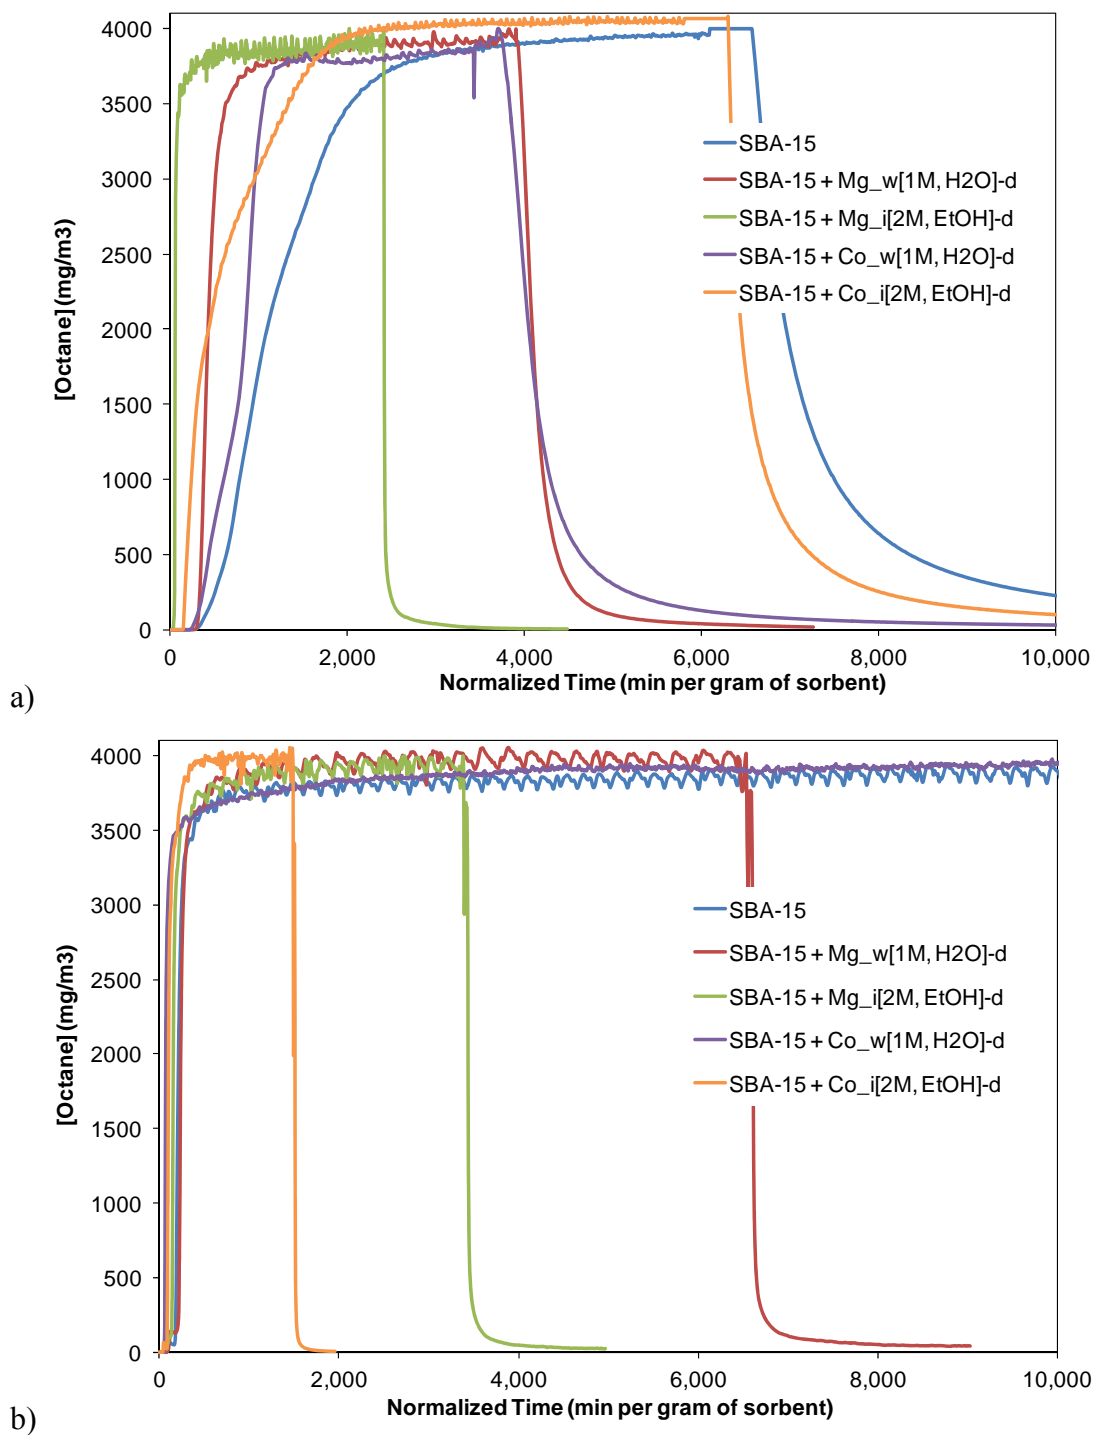 4000
3500
3000
2500
2000
1500
1000
500
0
[Octane] (mg/m3)
SBA-15
SBA-15 + Mg_w[1M, H2O]-d
SBA-15 + Mg_i[2M, EtOH]-d
SBA-15 + Co_w[1M, H2O]-d
SBA-15 + Co_i[2M, EtOH]-d
0 2,000 4,000 6,000 8,000 10,000
Normalized Time (min per gram of sorbent)
a)
4000
3500
3000
2500
2000
1500
1000
500
0
[Octane] (mg/m3)
SBA-15
SBA-15 + Mg_w[1M, H2O]-d
SBA-15 + Mg_i[2M, EtOH]-d
SBA-15 + Co_w[1M, H2O]-d
SBA-15 + Co_i[2M, EtOH]-d
0 2,000 4,000 6,000 8,000 10,000
Normalized Time (min per gram of sorbent)
b)